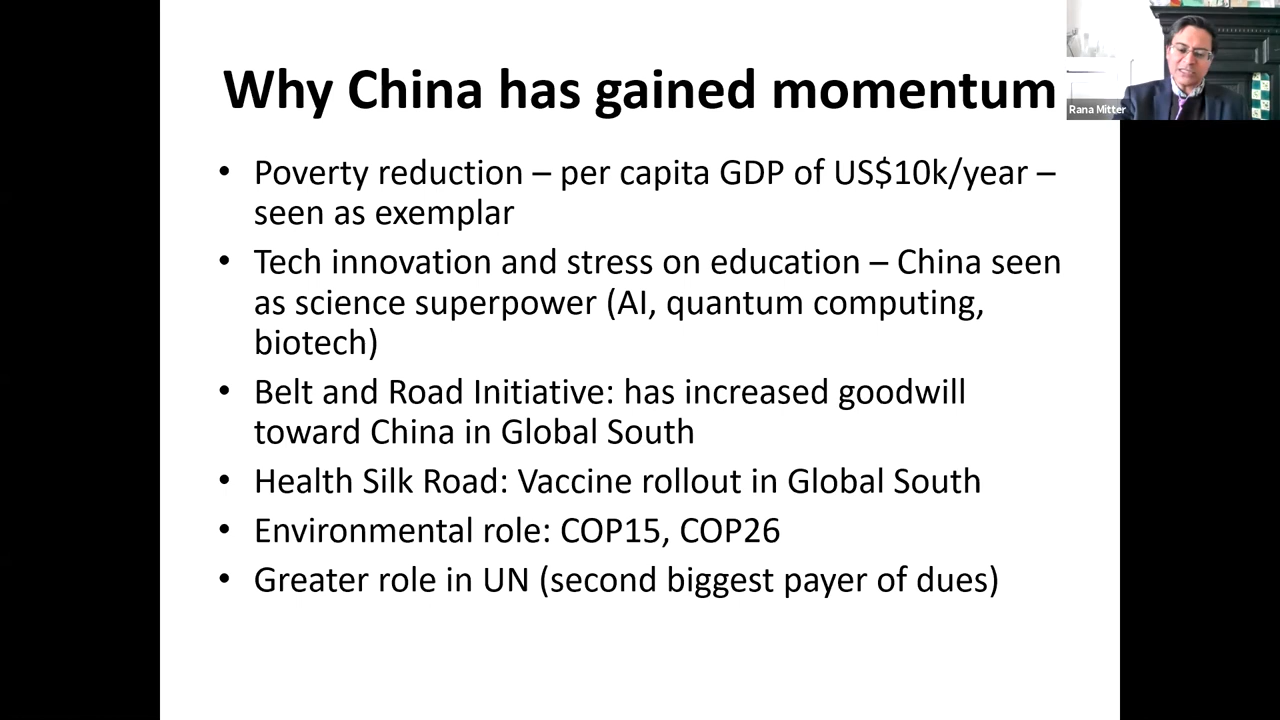 Why China has gained momentum
Rana Mitter
• Poverty reduction – per capita GDP of US$10k/year –
seen as exemplar
• Tech innovation and stress on education – China seen
as science superpower (AI, quantum computing,
biotech)
• Belt and Road Initiative: has increased goodwill
toward China in Global South
• Health Silk Road: Vaccine rollout in Global South
• Environmental role: COP15, COP26
• Greater role in UN (second biggest payer of dues)